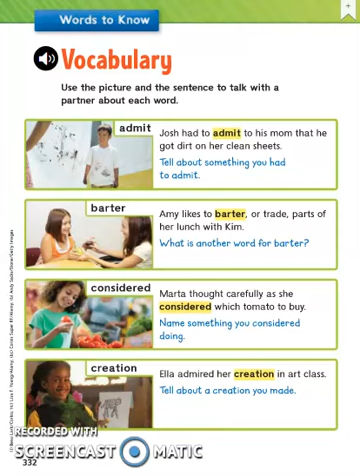 Words to Know
Vocabulary
Use the picture and the sentence to talk with a
partner about each word.
admit
Josh had to admit to his mom that he
got dirt on her clean sheets.
Tell about something you had
to admit.
barter
Amy likes to barter, or trade, parts of
her lunch with Kim.
What is another word for barter?
considered
Marta thought carefully as she
considered which tomato to buy.
Name something you considered
doing.
creation
Ella admired her creation in art class.
Tell about a creation you made.
332
RECORDED WITH
SCREENCAST MATIC